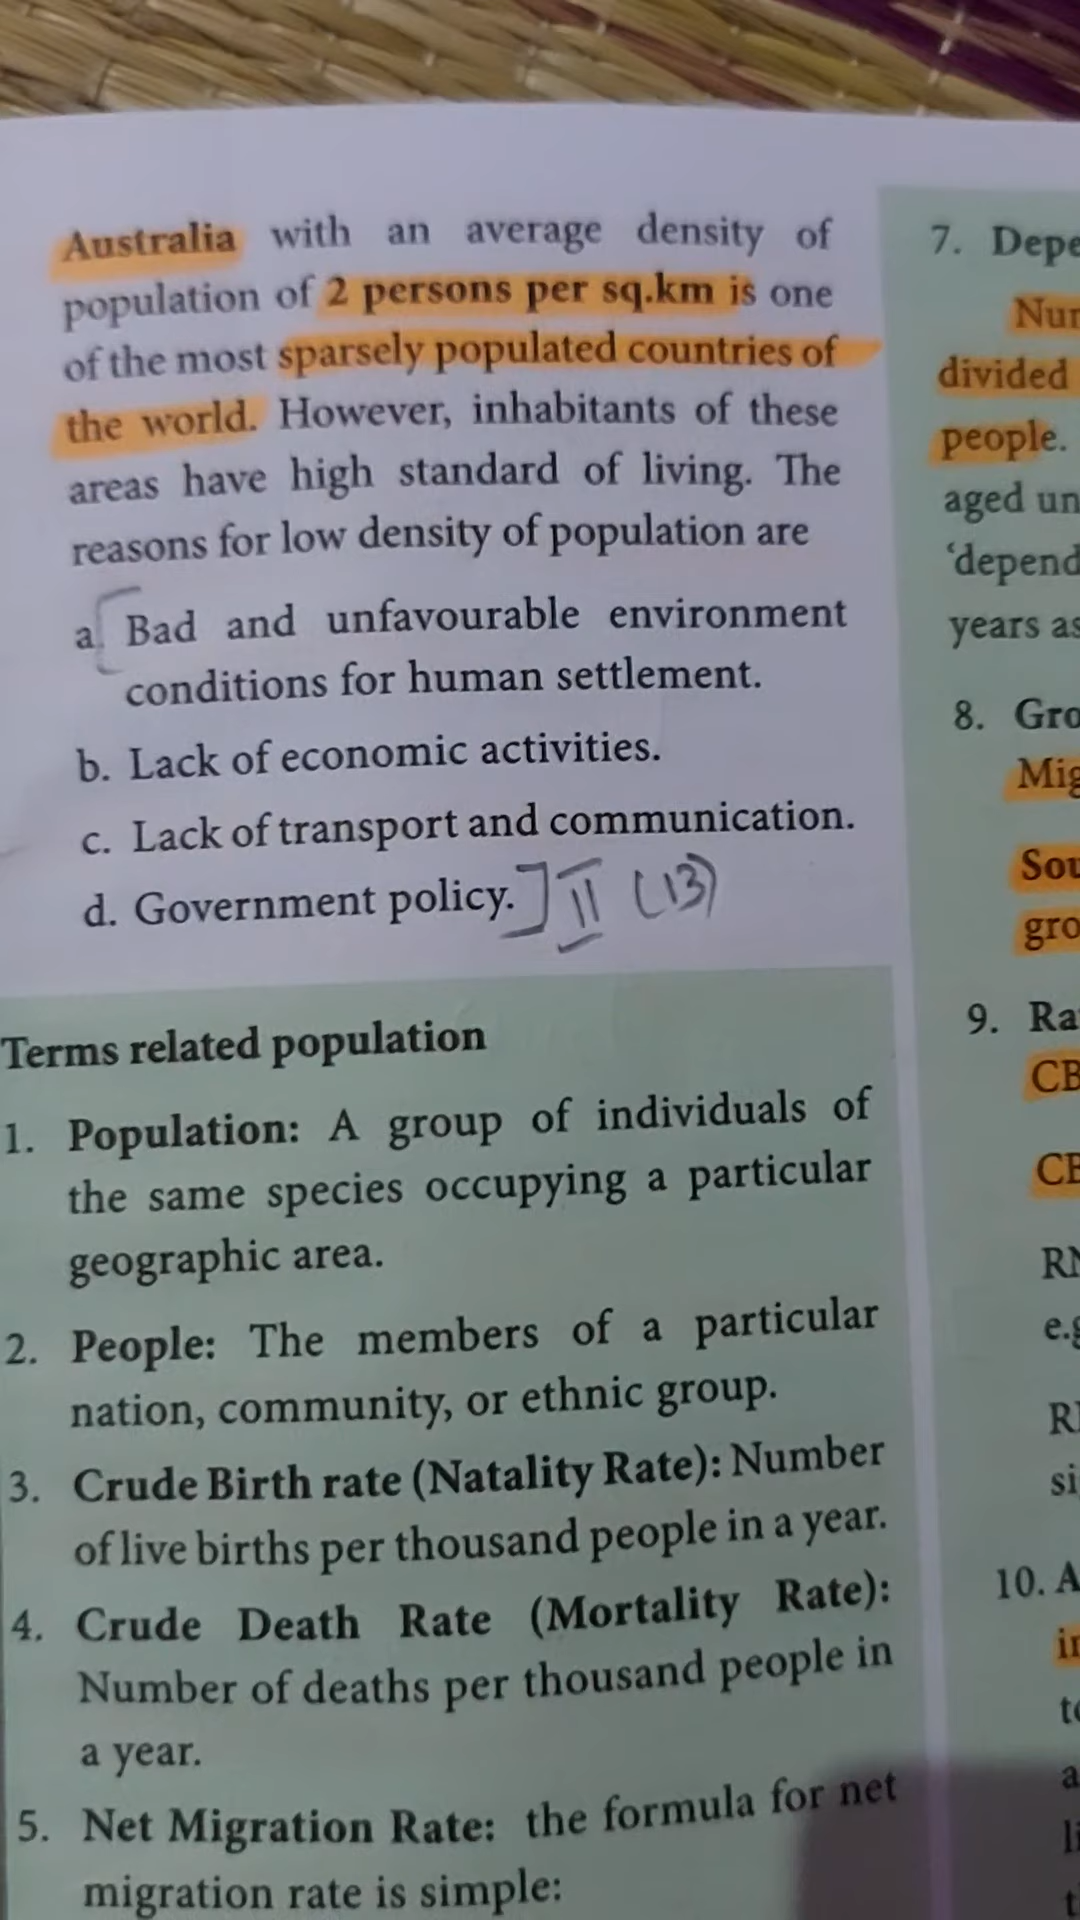 Australia with an average density of
population of 2 persons per sq.km is one
of the most sparsely populated countries of
the world. However, inhabitants of these
areas have high standard of living. The
reasons for low density of population are
a. Bad and unfavourable environment
conditions for human settlement.
b. Lack of economic activities.
c. Lack of transport and communication.
d. Government policy. ] II (13)
Terms related population
1. Population: A group of individuals of
the same species occupying a particular
geographic area.
2. People: The members of a particular
nation, community, or ethnic group.
3. Crude Birth rate (Natality Rate): Number
of live births per thousand people in a year.
4. Crude Death Rate (Mortality Rate):
Number of deaths per thousand people in
a year.
5. Net Migration Rate: the formula for net
migration rate is simple:
7.
divided
people.
aged
years as
8.
9.
e.g
10.